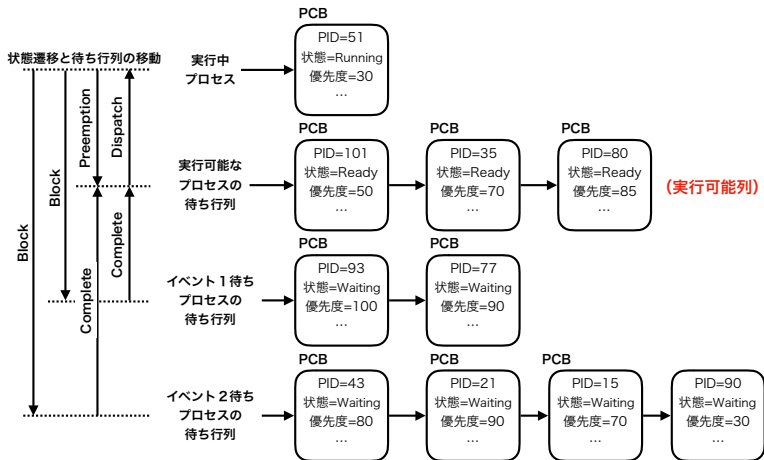 状態遷移と待ち行列の移動
Block
Block
Preemption
Dispatch
Complete
Complete
実行中
プロセス
PCB
PID=51
状態=Running
優先度=30
…
実行可能な
プロセスの
待ち行列
PCB
PID=101
状態=Ready
優先度=50
…
PCB
PID=35
状態=Ready
優先度=70
…
PCB
PID=80
状態=Ready
優先度=85
…
（実行可能列）
イベント１待ち
プロセスの
待ち行列
PCB
PID=93
状態=Waiting
優先度=100
…
PCB
PID=77
状態=Waiting
優先度=90
…
イベント２待ち
プロセスの
待ち行列
PCB
PID=43
状態=Waiting
優先度=80
…
PCB
PID=21
状態=Waiting
優先度=90
…
PCB
PID=15
状態=Waiting
優先度=70
…
PID=90
状態=Waiting
優先度=30
…